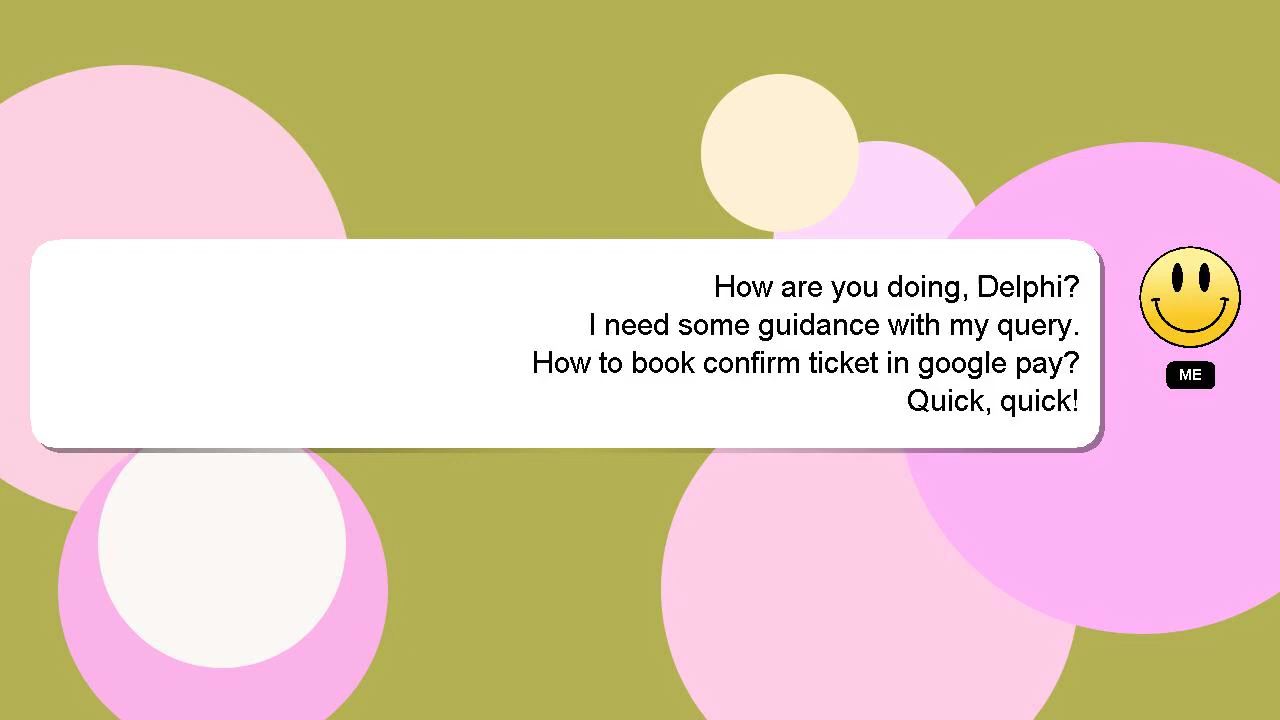 How are you doing, Delphi?
I need some guidance with my query.
How to book confirm ticket in google pay?
Quick, quick!
ME